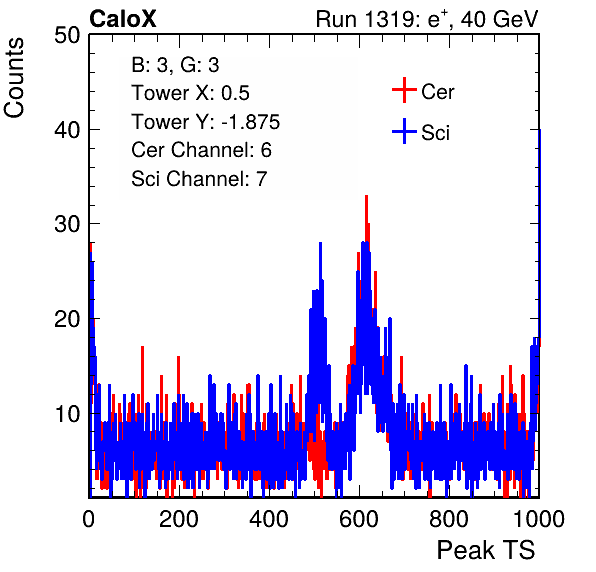 CaloX Run 1319: e⁺, 40 GeV
Counts
50
40
30
20
10
B: 3, G: 3
Tower X: 0.5
Tower Y: -1.875
Cer Channel: 6
Sci Channel: 7
Cer
Sci
0 200 400 600 800 1000
Peak TS